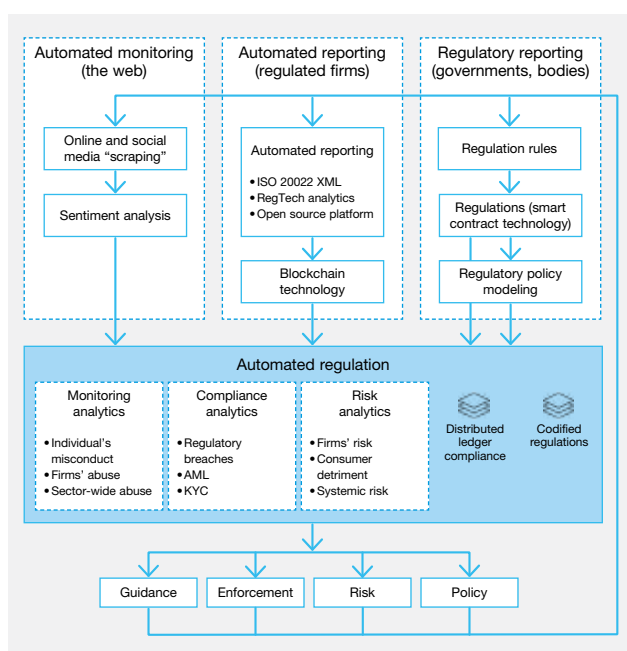 Automated monitoring
(the web)
Automated reporting
(regulated firms)
Regulatory reporting
(governments, bodies)
Online and social
media “scraping”
Sentiment analysis
Automated reporting
• ISO 20022 XML
• RegTech analytics
• Open source platform
Blockchain
technology
Regulation rules
Regulations (smart
contract technology)
Regulatory policy
modeling
Automated regulation
Monitoring
analytics
• Individual’s
misconduct
• Firms’ abuse
• Sector-wide abuse
Compliance
analytics
• Regulatory
breaches
• AML
• KYC
Risk
analytics
• Firms’ risk
• Consumer
detriment
• Systemic risk
Distributed
ledger
compliance
Codified
regulations
Guidance
Enforcement
Risk
Policy